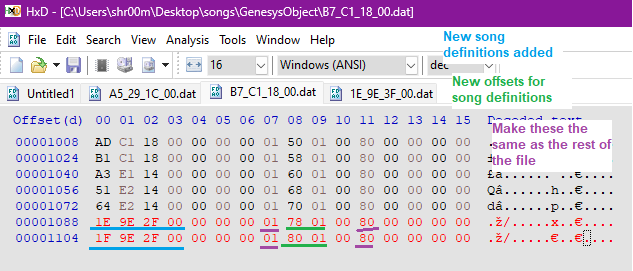 HxD - [C:\Users\shr00m\Desktop\songs\GenesysObject\B7_C1_18_00.dat]
File Edit Search View Analysis Tools Window Help
New song
definitions added
16 Windows (ANSI) dec
New offsets for
song definitions
Untitled1 A5_29_1C_00.dat B7_C1_18_00.dat 1E_9E_3F_00.dat
Offset(d) 00 01 02 03 04 05 06 07 08 09 10 11 12 13 14 15
Make these the
same as the rest of
the file
00001008 AD C1 18 00 00 00 00 01 50 01 00 80 00 00 00 00
00001024 B1 C1 18 00 00 00 00 01 58 01 00 80 00 00 00 00
00001040 A3 E1 14 00 00 00 00 01 60 01 00 80 00 00 00 00 £á......`..€....
00001056 51 E2 14 00 00 00 00 01 68 01 00 80 00 00 00 00 Qâ......h..€....
00001072 64 E2 14 00 00 00 00 01 70 01 00 80 00 00 00 00 dâ......p..€....
00001088 1E 9E 2F 00 00 00 00 01 78 01 00 80 00 00 00 00 .ž/.....x..€....
00001104 1F 9E 2F 00 00 00 00 01 80 01 00 80 00 00 00 00 .ž/.....€..€....